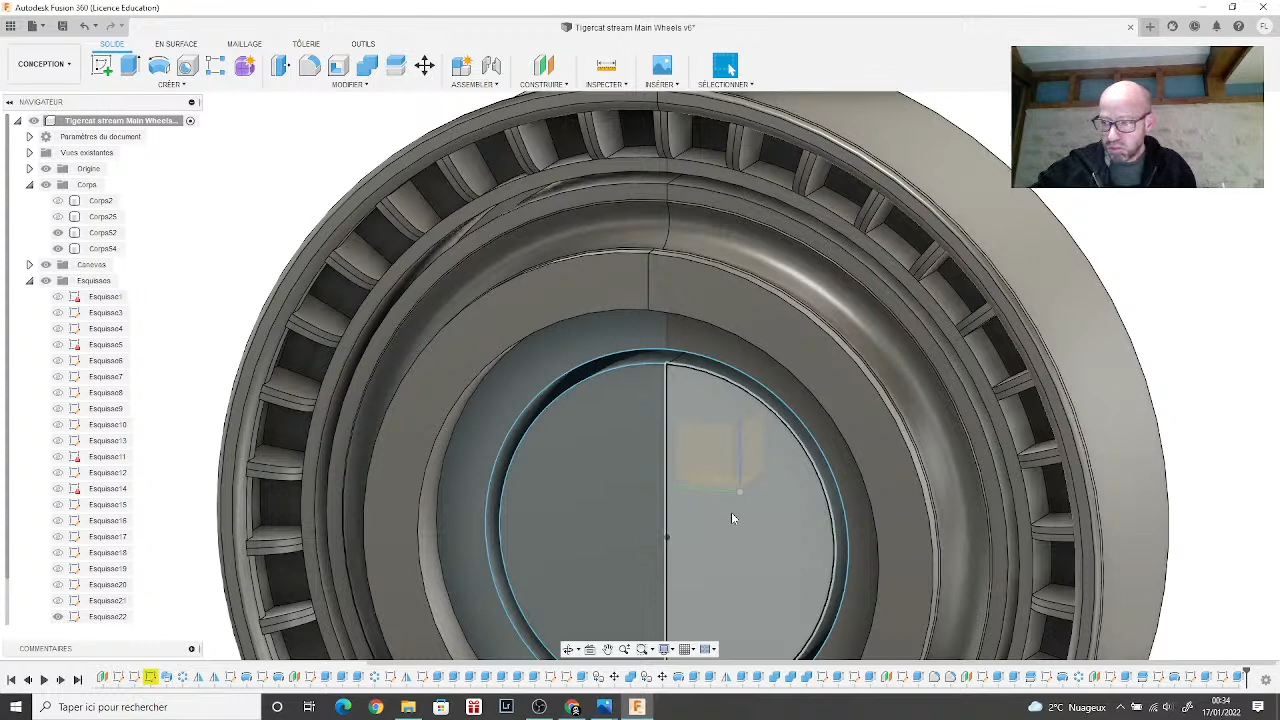 Autodesk Fusion 360 (Licence Education)
Tigercat stream Main Wheels v6*
FL
SOLIDE
EN SURFACE
MAILLAGE
TÔLERIE
OUTILS
CONCEPTION
CRÉER
MODIFIER
ASSEMBLER
CONSTRUIRE
INSPECTER
INSÉRER
SÉLECTIONNER
NAVIGATEUR
Tigercat stream Main Wheels...
Paramètres du document
Vues existantes
Origine
Corps
Corps2
Corps25
Corps52
Corps54
Canevas
Esquisses
Esquisse1
Esquisse3
Esquisse4
Esquisse5
Esquisse6
Esquisse7
Esquisse8
Esquisse9
Esquisse10
Esquisse13
Esquisse11
Esquisse12
Esquisse14
Esquisse15
Esquisse16
Esquisse17
Esquisse18
Esquisse19
Esquisse20
Esquisse21
Esquisse22
COMMENTAIRES
Taper ici pour rechercher
2°C Nuageux
00:34
17/01/2022